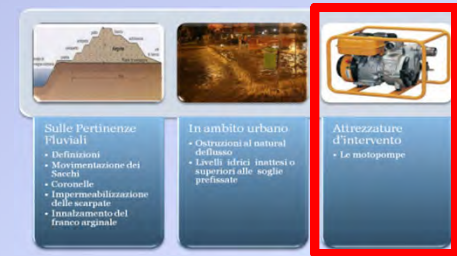 Sulle Pertinenze
Fluviali
• Definizioni
• Movimentazione dei
Sacchi
• Coronelle
• Impermeabilizzazione
delle scarpate
• Innalzamento del
franco arginale
In ambito urbano
• Ostruzioni al natural
deflusso
• Livelli idrici inattesi o
superiori alle soglie
prefissate
Attrezzature
d'intervento
• Le motopompe